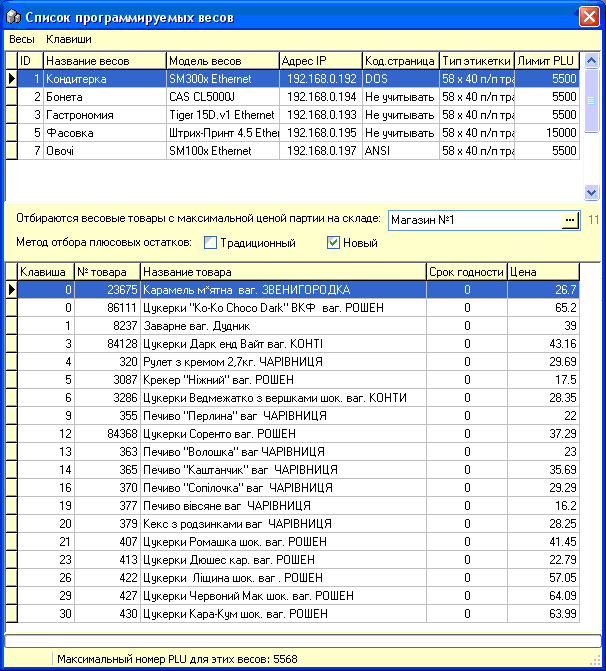 Список программируемых весов
Весы Клавиши
ID Название весов Модель весов Адрес IP Код.страница Тип этикетки Лимит PLU
1 Кондитерка SM300x Ethernet 192.168.0.192 DOS 58 x 40 п/п тра 5500
2 Бонета CAS CL5000J 192.168.0.194 Не учитывать 58 x 40 п/п тра 5500
3 Гастрономия Tiger 15D.v1 Ethernet 192.168.0.193 Не учитывать 58 x 40 п/п тра 5500
5 Фасовка Штрих-Принт 4.5 Ether 192.168.0.195 Не учитывать 58 x 40 п/п тра 15000
7 Овочі SM100x Ethernet 192.168.0.197 ANSI 58 x 40 п/п тра 5500
Отбираются весовые товары с максимальной ценой партии на складе: Магазин №1 ... 11
Метод отбора плюсовых остатков: Традиционный Новый
Клавиша № товара Название товара Срок годности Цена
0 23675 Карамель м"ятна ваг. ЗВЕНИГОРОДКА 0 26.7
0 86111 Цукерки "Ko-Ko Choco Dark" ВКФ ваг. РОШЕН 0 65.2
1 8237 Заварне ваг. Дудник 0 39
3 84128 Цукерки Дарк енд Вайт ваг. КОНТІ 0 43.16
4 320 Рулет з кремом 2,7кг. ЧАРІВНИЦЯ 0 29.69
5 3087 Крекер "Ніжний" ваг. РОШЕН 0 17.5
6 3286 Цукерки Ведмежатко з вершками шок. ваг. КОНТИ 0 28.35
9 355 Печиво "Перлина" ваг ЧАРІВНИЦЯ 0 22
12 84368 Цукерки Соренто ваг. РОШЕН 0 37.29
13 363 Печиво "Волошка" ваг ЧАРІВНИЦЯ 0 23
14 365 Печиво "Каштанчик" ваг ЧАРІВНИЦЯ 0 35.69
16 370 Печиво "Сопілочка" ваг ЧАРІВНИЦЯ 0 29.29
19 377 Печиво вівсяне ваг ЧАРІВНИЦЯ 0 16.2
20 379 Кекс з родзинками ваг ЧАРІВНИЦЯ 0 28.25
21 407 Цукерки Ромашка шок. ваг. РОШЕН 0 41.45
23 413 Цукерки Дюшес кар. ваг. РОШЕН 0 22.79
26 422 Цукерки Ліщина шок. ваг . РОШЕН 0 57.05
29 427 Цукерки Червоний Мак шок ваг. РОШЕН 0 64.09
30 430 Цукерки Кара-Кум шок. ваг. РОШЕН 0 63.99
Максимальный номер PLU для этих весов: 5568